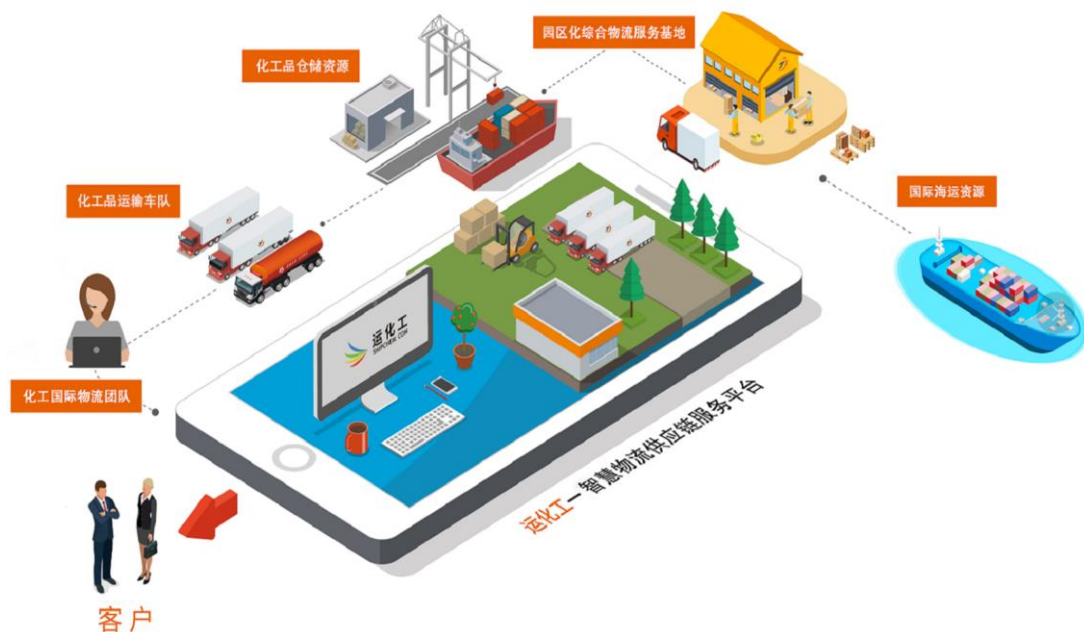 园区化综合物流服务基地
化工品仓储资源
国际海运资源
化工品运输车队
运化工
SHIPCHEM.COM
化工国际物流团队
运化工—智慧物流供应链服务平台
客户